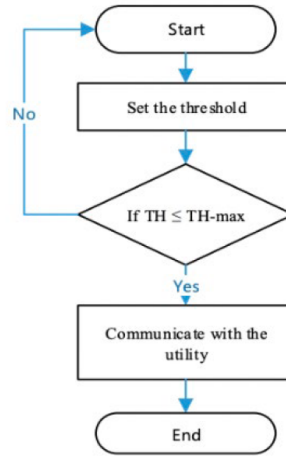 Start
No
Set the threshold
If TH ≤ TH-max
Yes
Communicate with the
utility
End